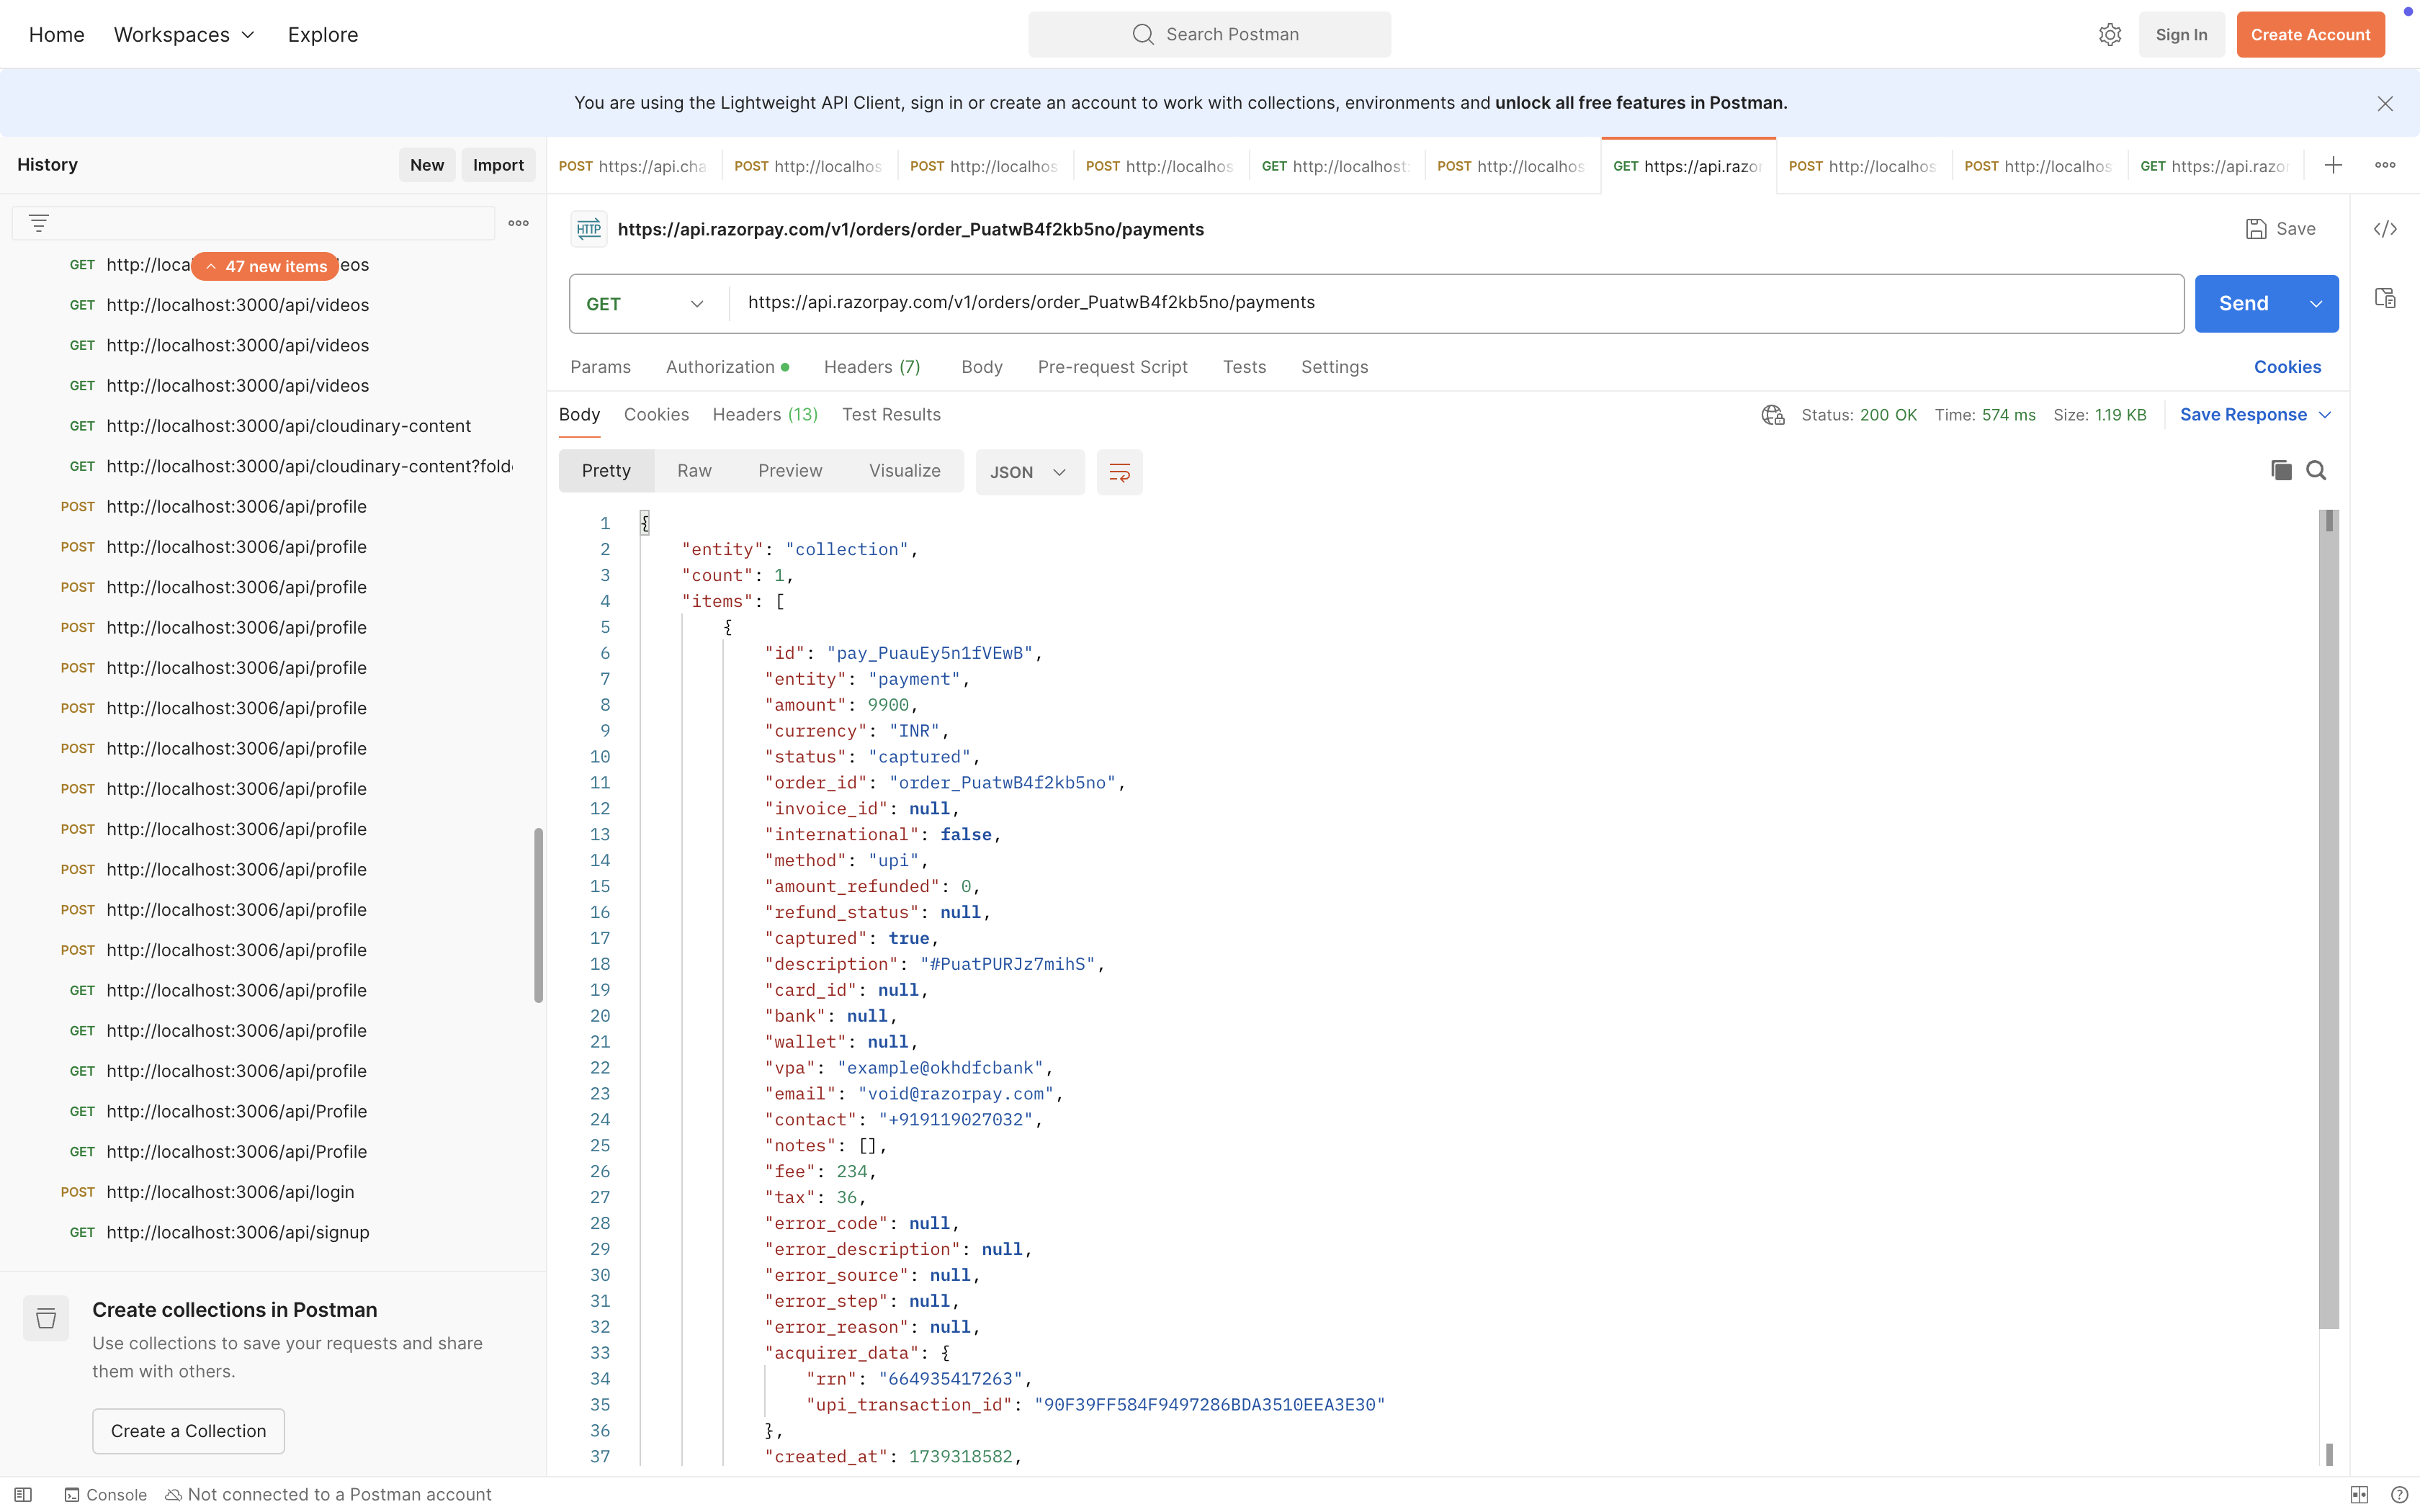 Home
Workspaces
Explore
Search Postman
Sign In
Create Account
You are using the Lightweight API Client, sign in or create an account to work with collections, environments and unlock all free features in Postman.
History
New
Import
POST https://api.cha
POST http://localhos
POST http://localhos
POST http://localhos
GET http://localhost:
POST http://localhos
GET https://api.razor
POST http://localhos
POST http://localhos
GET https://api.razor
47 new items
GET http://loca eos
GET http://localhost:3000/api/videos
GET http://localhost:3000/api/videos
GET http://localhost:3000/api/videos
GET http://localhost:3000/api/cloudinary-content
GET http://localhost:3000/api/cloudinary-content?fold
POST http://localhost:3006/api/profile
POST http://localhost:3006/api/profile
POST http://localhost:3006/api/profile
POST http://localhost:3006/api/profile
POST http://localhost:3006/api/profile
POST http://localhost:3006/api/profile
POST http://localhost:3006/api/profile
POST http://localhost:3006/api/profile
POST http://localhost:3006/api/profile
POST http://localhost:3006/api/profile
POST http://localhost:3006/api/profile
POST http://localhost:3006/api/profile
GET http://localhost:3006/api/profile
GET http://localhost:3006/api/profile
GET http://localhost:3006/api/profile
GET http://localhost:3006/api/Profile
GET http://localhost:3006/api/Profile
POST http://localhost:3006/api/login
GET http://localhost:3006/api/signup
Create collections in Postman
Use collections to save your requests and share
them with others.
Create a Collection
HTTP
https://api.razorpay.com/v1/orders/order_PuatwB4f2kb5no/payments
Save
GET
https://api.razorpay.com/v1/orders/order_PuatwB4f2kb5no/payments
Send
Params
Authorization
Headers (7)
Body
Pre-request Script
Tests
Settings
Cookies
Body
Cookies
Headers (13)
Test Results
Status: 200 OK
Time: 574 ms
Size: 1.19 KB
Save Response
Pretty
Raw
Preview
Visualize
JSON
1 {
2 "entity": "collection",
3 "count": 1,
4 "items": [
5 {
6 "id": "pay_PuauEy5n1fVEwB",
7 "entity": "payment",
8 "amount": 9900,
9 "currency": "INR",
10 "status": "captured",
11 "order_id": "order_PuatwB4f2kb5no",
12 "invoice_id": null,
13 "international": false,
14 "method": "upi",
15 "amount_refunded": 0,
16 "refund_status": null,
17 "captured": true,
18 "description": "#PuatPURJz7mihS",
19 "card_id": null,
20 "bank": null,
21 "wallet": null,
22 "vpa": "example@okhdfcbank",
23 "email": "void@razorpay.com",
24 "contact": "+919119027032",
25 "notes": [],
26 "fee": 234,
27 "tax": 36,
28 "error_code": null,
29 "error_description": null,
30 "error_source": null,
31 "error_step": null,
32 "error_reason": null,
33 "acquirer_data": {
34 "rrn": "664935417263",
35 "upi_transaction_id": "90F39FF584F9497286BDA3510EEA3E30"
36 },
37 "created_at": 1739318582,
Console
Not connected to a Postman account